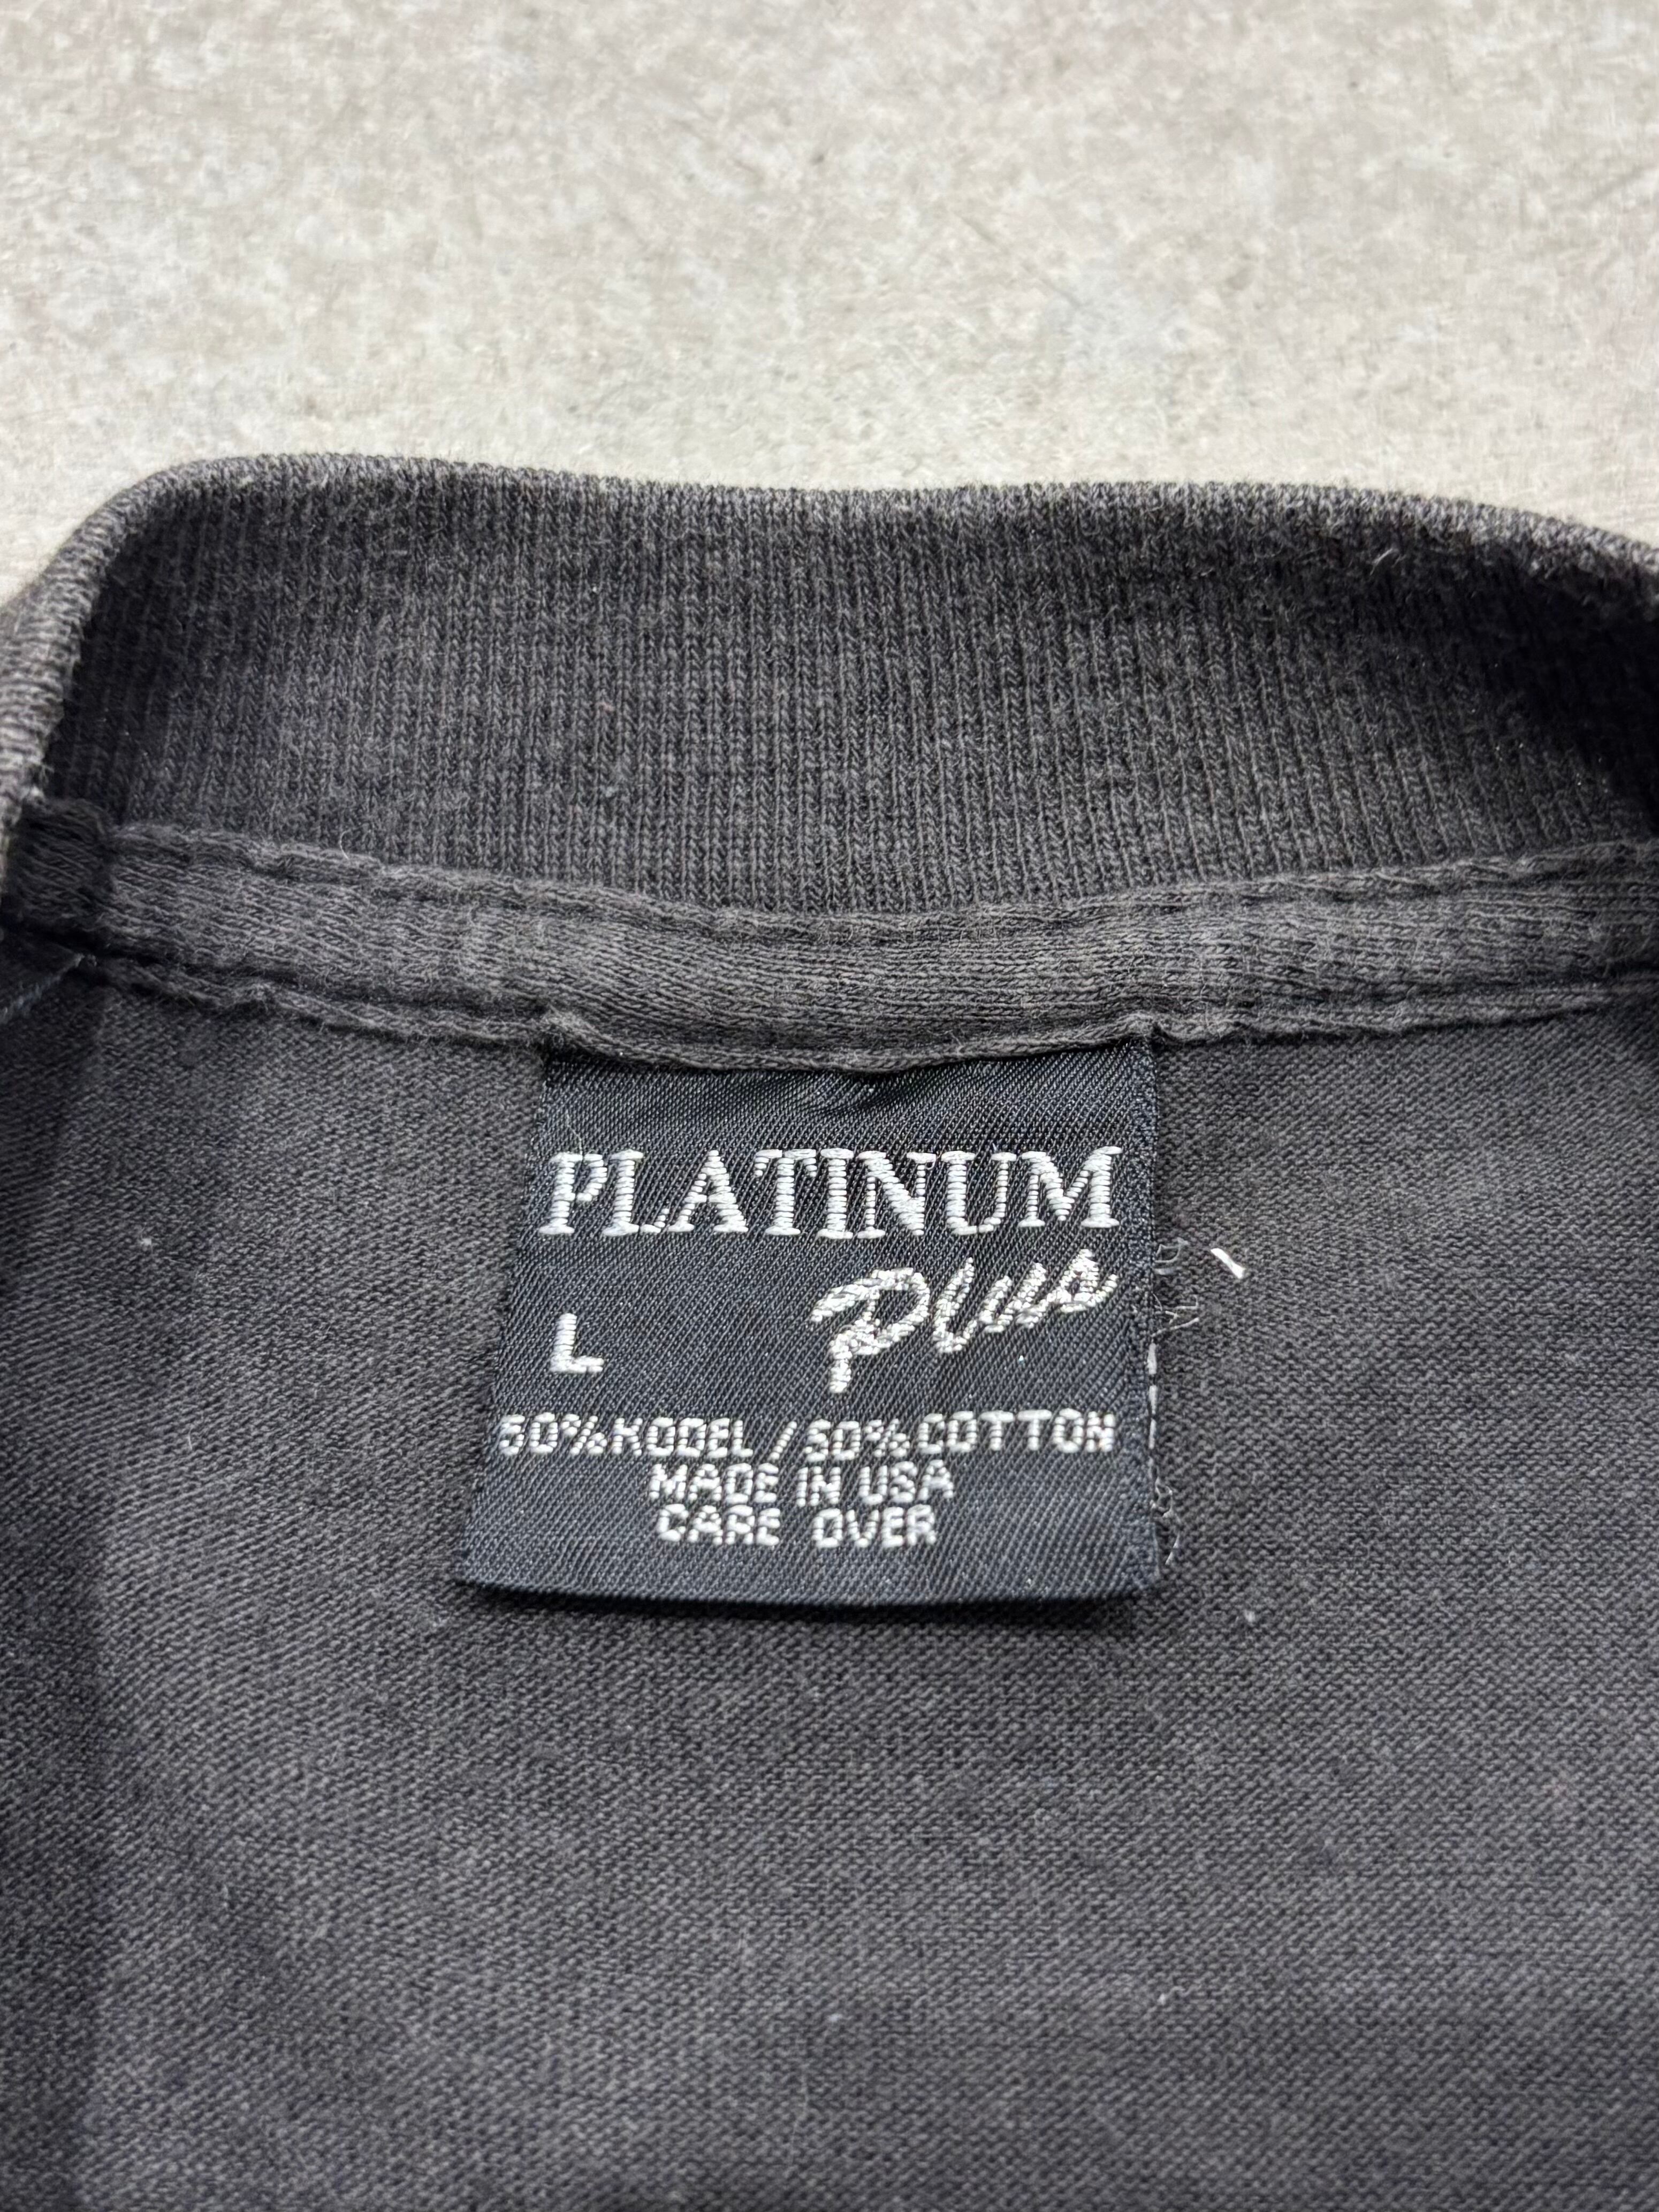 PLATINUM
Plus
L
50% KODEL / 50% COTTON
MADE IN USA
CARE OVER